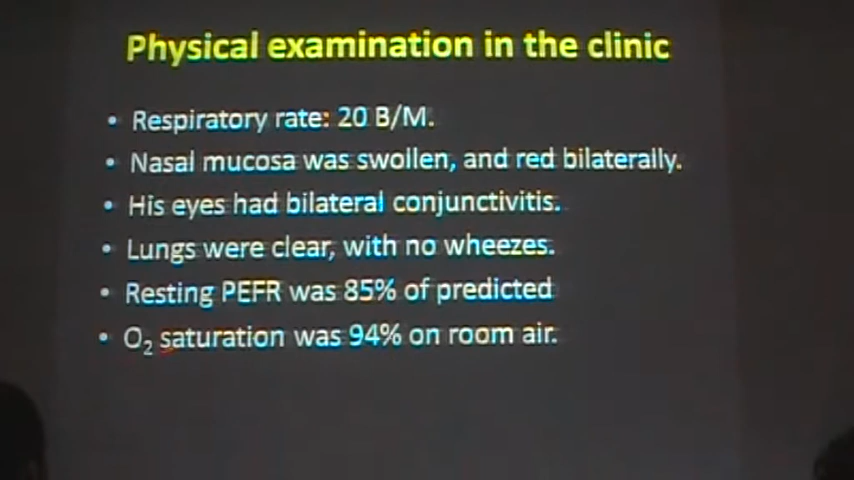 Physical examination in the clinic
• Respiratory rate: 20 B/M.
• Nasal mucosa was swollen, and red bilaterally.
• His eyes had bilateral conjunctivitis.
• Lungs were clear, with no wheezes.
• Resting PEFR was 85% of predicted
• O₂ saturation was 94% on room air.